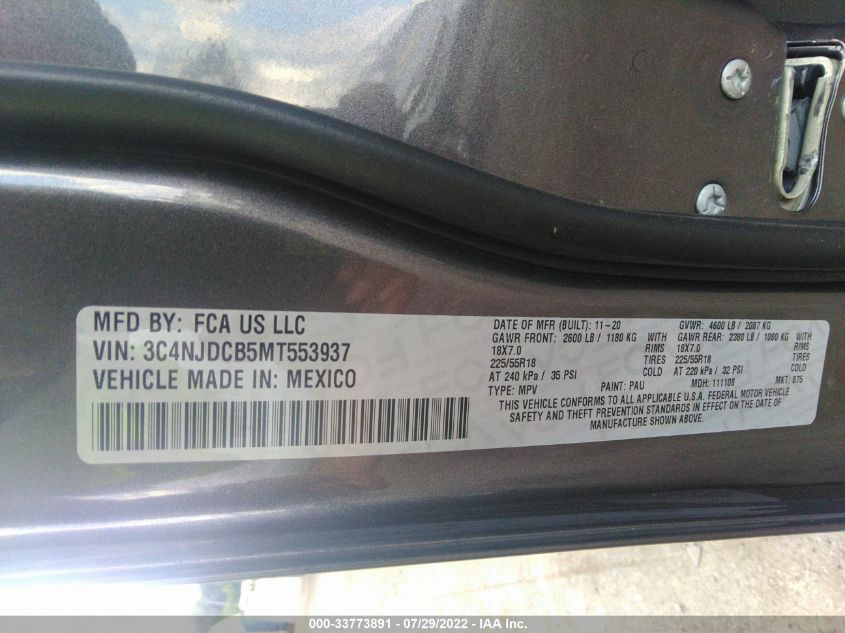 MFD BY: FCA US LLC
VIN: 3C4NJDCB5MT553937
VEHICLE MADE IN: MEXICO
DATE OF MFR (BUILT): 11-20 GVWR: 4600 LB / 2087 KG
GAWR FRONT: 2600 LB / 1180 KG GAWR REAR: 2380 LB / 1080 KG
18X7.0 RIMS 18X7.0 RIMS
225/55R18 TIRES 225/55R18 TIRES
AT 240 kPa / 35 PSI COLD AT 220 kPa / 32 PSI COLD
TYPE: MPV PAINT: PAU MDH: 111108 MKT: 875
THIS VEHICLE CONFORMS TO ALL APPLICABLE U.S.A. FEDERAL MOTOR VEHICLE
SAFETY AND THEFT PREVENTION STANDARDS IN EFFECT ON THE DATE OF
MANUFACTURE SHOWN ABOVE.
000-33773891 - 07/29/2022 - IAA Inc.